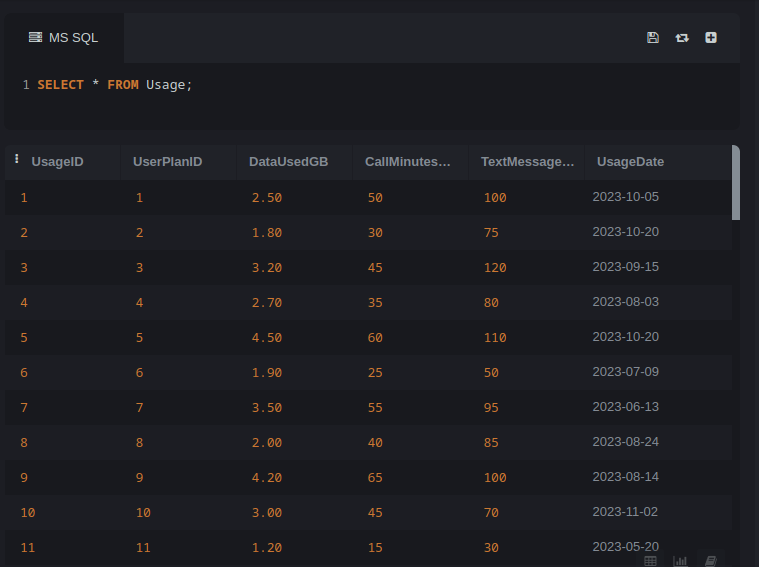 MS SQL
1 SELECT * FROM Usage;
UsageID UserPlanID DataUsedGB CallMinutes... TextMessage... UsageDate
1 1 2.50 50 100 2023-10-05
2 2 1.80 30 75 2023-10-20
3 3 3.20 45 120 2023-09-15
4 4 2.70 35 80 2023-08-03
5 5 4.50 60 110 2023-10-20
6 6 1.90 25 50 2023-07-09
7 7 3.50 55 95 2023-06-13
8 8 2.00 40 85 2023-08-24
9 9 4.20 65 100 2023-08-14
10 10 3.00 45 70 2023-11-02
11 11 1.20 15 30 2023-05-20